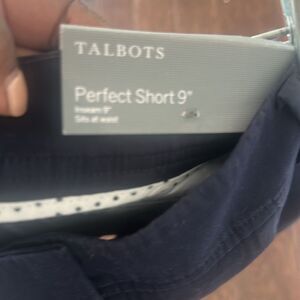 TALBOTS
Perfect Short 9"
Inseam 9"
Sits at waist